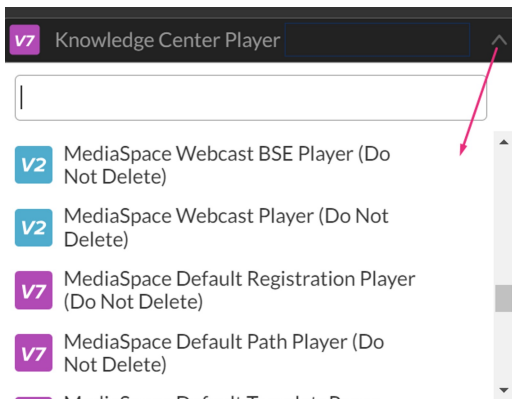 V7 Knowledge Center Player
V2 MediaSpace Webcast BSE Player (Do
Not Delete)
V2 MediaSpace Webcast Player (Do Not
Delete)
V7 MediaSpace Default Registration Player
(Do Not Delete)
V7 MediaSpace Default Path Player (Do
Not Delete)